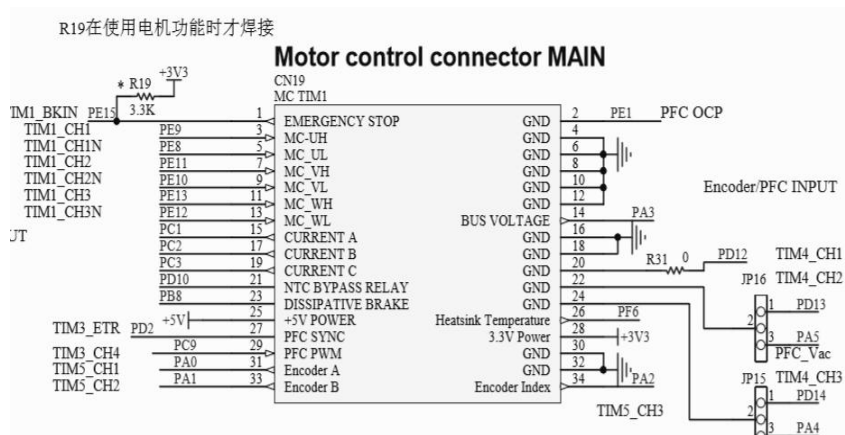 R19在使用电机功能时才焊接
Motor control connector MAIN
+3V3
CN19
* R19
MC TIM1
3.3K
TIM1_BKIN PE15 1 EMERGENCY STOP GND 2 PE1 PFC OCP
TIM1_CH1 PE9 3 MC-UH GND 4
TIM1_CH1N PE8 5 MC_UL GND 6
TIM1_CH2 PE11 7 MC_VH GND 8
TIM1_CH2N PE10 9 MC_VL GND 10
TIM1_CH3 PE13 11 MC_WH GND 12
TIM1_CH3N PE12 13 MC_WL BUS VOLTAGE 14 PA3
Encoder/PFC INPUT
UT PC1 15 CURRENT A GND 16
PC2 17 CURRENT B GND 18
PC3 19 CURRENT C GND 20 R31 0 PD12 TIM4_CH1
PD10 21 NTC BYPASS RELAY GND 22 JP16 TIM4_CH2
PB8 23 DISSIPATIVE BRAKE GND 24 1 PD13
+5V 25 +5V POWER Heatsink Temperature 26 PF6 2
TIM3_ETR PD2 27 PFC SYNC 3.3V Power 28 +3V3 3 PA5
TIM3_CH4 PC9 29 PFC PWM GND 30 PFC_Vac
TIM5_CH1 PA0 31 Encoder A GND 32
TIM5_CH2 PA1 33 Encoder B Encoder Index 34 PA2 JP15 TIM4_CH3
TIM5_CH3 1 PD14
2
3 PA4